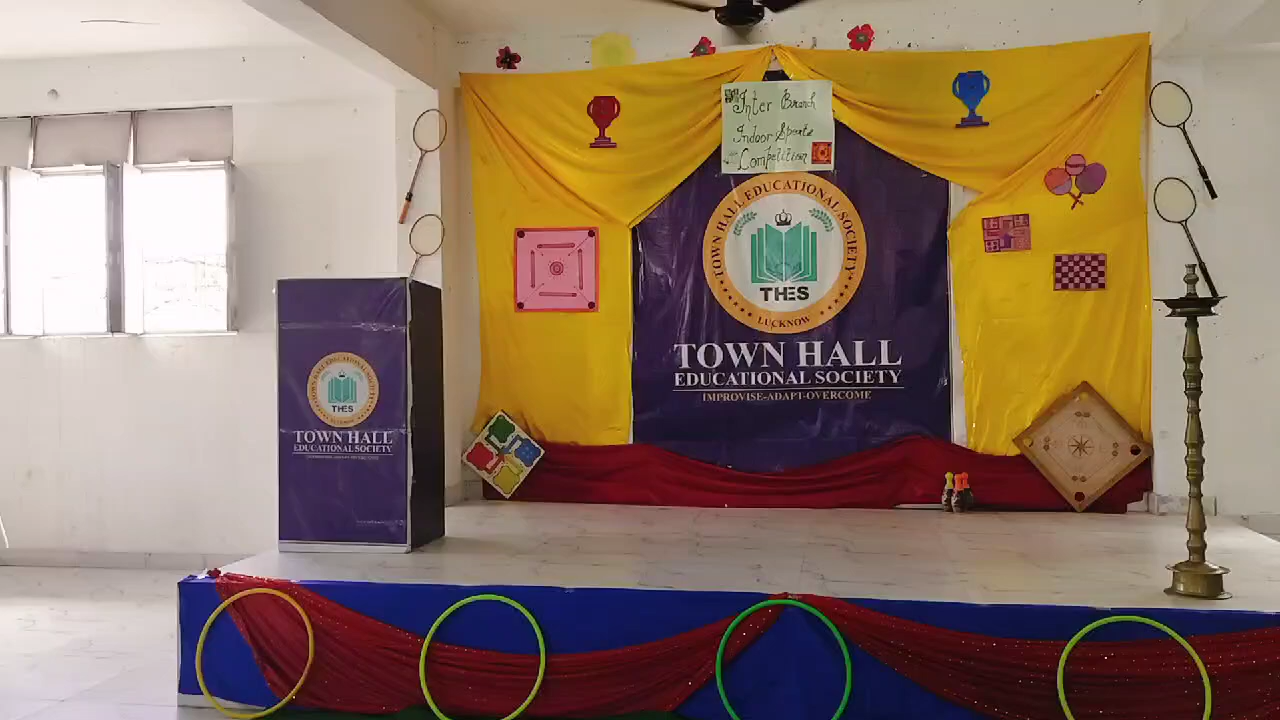 Inter Branch
Indoor Sports
Competition
TOWN HALL EDUCATIONAL SOCIETY
THES
LUCKNOW
TOWN HALL
EDUCATIONAL SOCIETY
IMPROVISE-ADAPT-OVERCOME
TOWN HALL EDUCATIONAL SOCIETY
THES
LUCKNOW
TOWN HALL
EDUCATIONAL SOCIETY